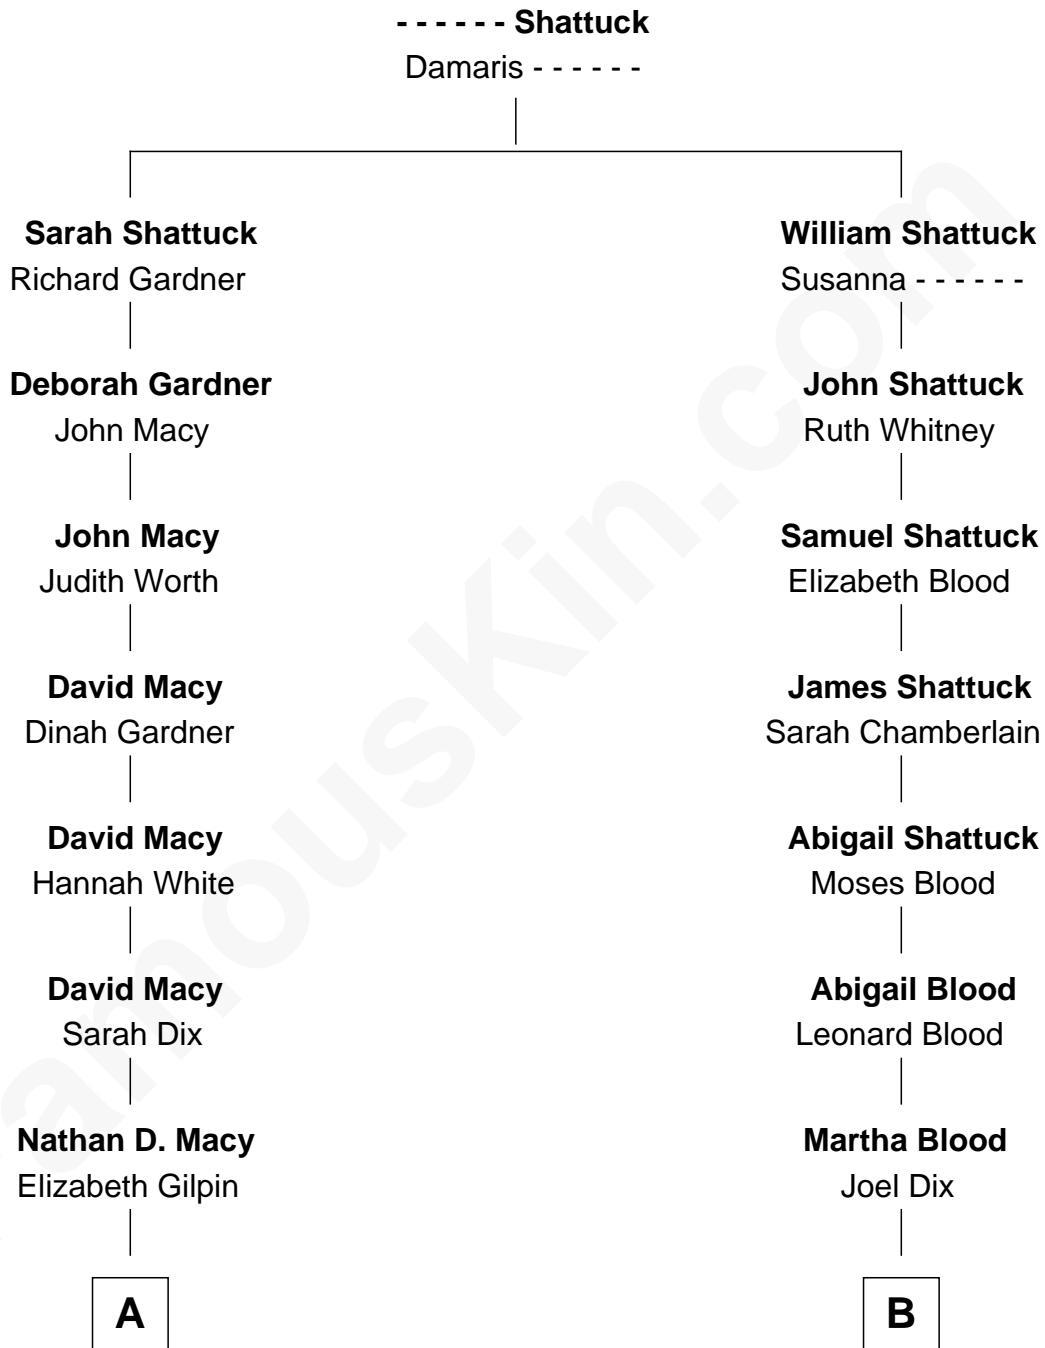 - - - - - - Shattuck
Damaris - - - - - -
Sarah Shattuck
Richard Gardner
William Shattuck
Susanna - - - - - -
Deborah Gardner
John Macy
John Shattuck
Ruth Whitney
John Macy
Judith Worth
Samuel Shattuck
Elizabeth Blood
David Macy
Dinah Gardner
James Shattuck
Sarah Chamberlain
David Macy
Hannah White
Abigail Shattuck
Moses Blood
David Macy
Sarah Dix
Abigail Blood
Leonard Blood
Nathan D. Macy
Elizabeth Gilpin
Martha Blood
Joel Dix
A
B
amouskin.com